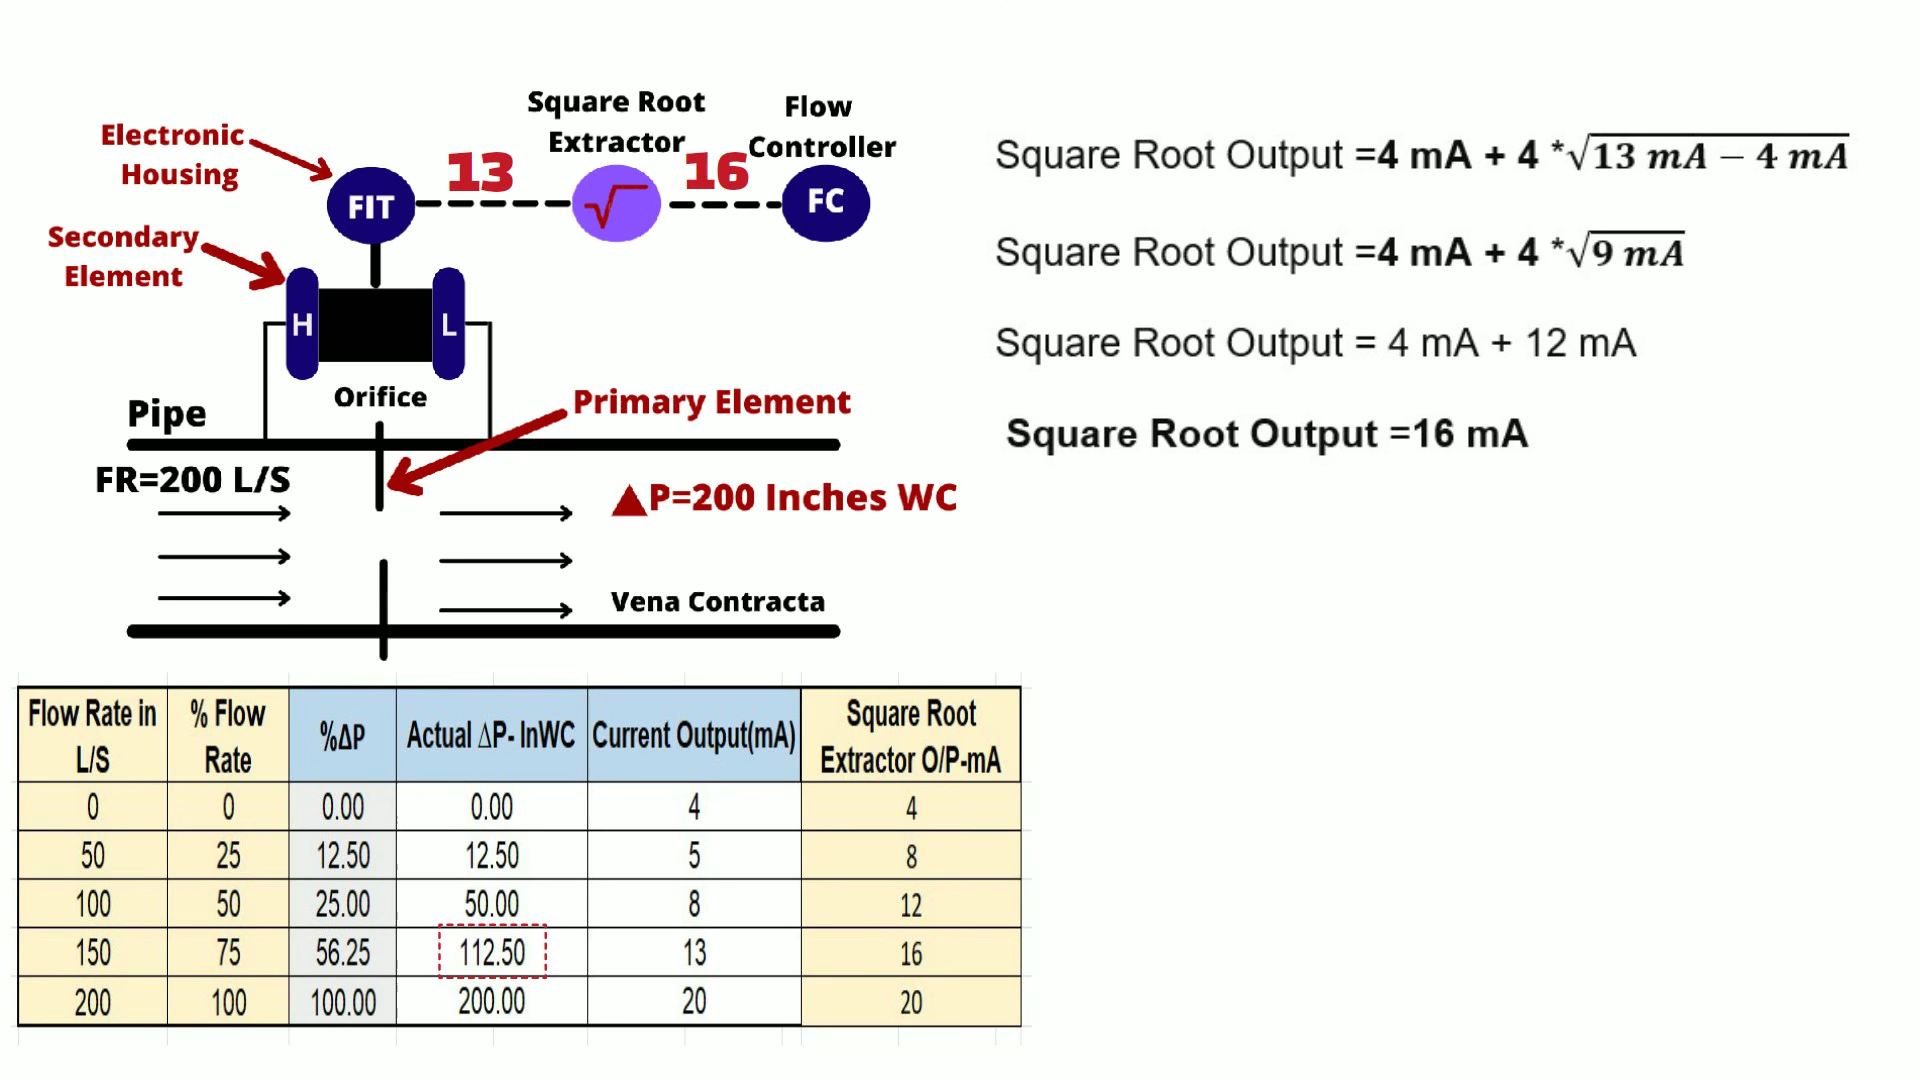 Square Root
Extractor
Flow
Controller
Electronic
Housing
13
16
FIT
√
FC
Secondary
Element
H
L
Orifice
Primary Element
Pipe
FR=200 L/S
▲P=200 Inches WC
Vena Contracta
Square Root Output =4 mA + 4 *√13 mA − 4 mA
Square Root Output =4 mA + 4 *√9 mA
Square Root Output = 4 mA + 12 mA
Square Root Output =16 mA
Flow Rate in L/S % Flow Rate %ΔP Actual ΔP- InWC Current Output(mA) Square Root Extractor O/P-mA
0 0 0.00 0.00 4 4
50 25 12.50 12.50 5 8
100 50 25.00 50.00 8 12
150 75 56.25 112.50 13 16
200 100 100.00 200.00 20 20